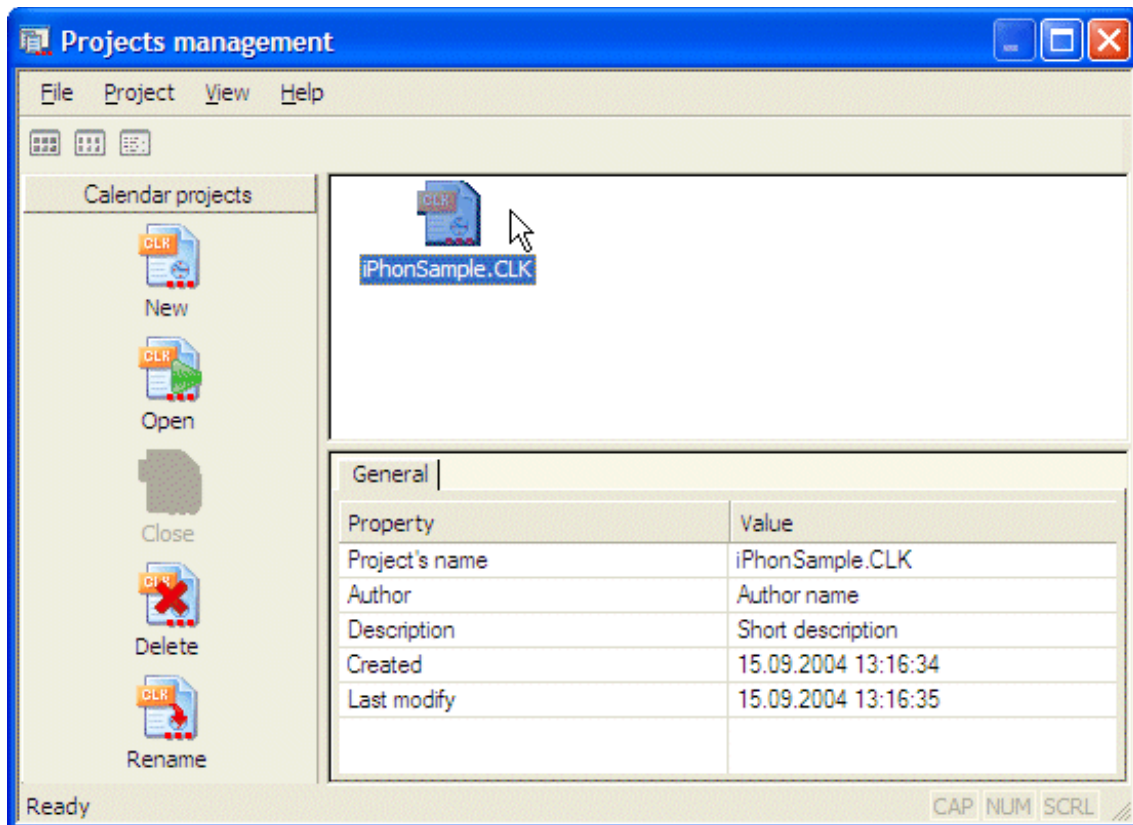 Projects management
File Project View Help
Calendar projects
CLK
New
CLK
Open
Close
CLK
Delete
CLK
Rename
CLK
iPhonSample.CLK
General
Property Value
Project's name iPhonSample.CLK
Author Author name
Description Short description
Created 15.09.2004 13:16:34
Last modify 15.09.2004 13:16:35
Ready CAP NUM SCRL